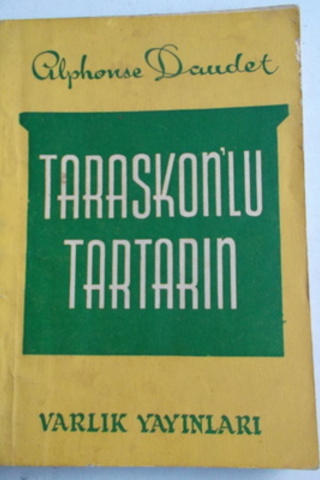 Alphonse Daudet
TARASKON'LU
TARTARIN
VARLIK YAYINLARI